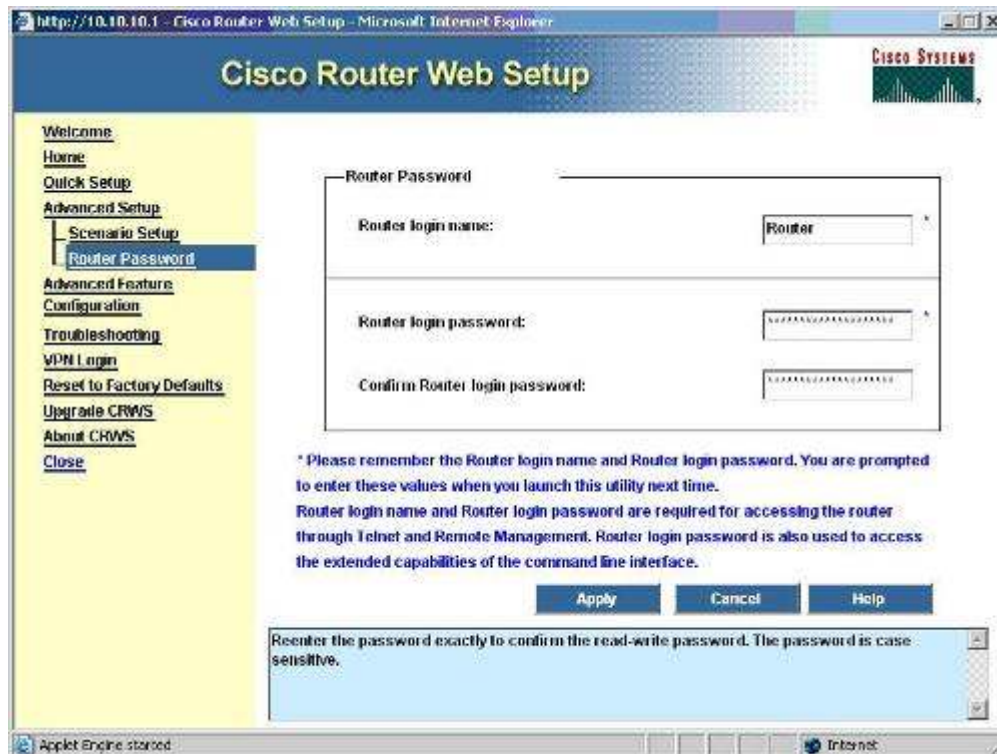 http://10.10.10.1 - Cisco Router Web Setup - Microsoft Internet Explorer
Cisco Router Web Setup
CISCO SYSTEMS
Welcome
Home
Quick Setup
Advanced Setup
Scenario Setup
Router Password
Advanced Feature
Configuration
Troubleshooting
VPN Login
Reset to Factory Defaults
Upgrade CRWS
About CRWS
Close
Router Password
Router login name:
Router
*
Router login password:
********************
*
Confirm Router login password:
********************
* Please remember the Router login name and Router login password. You are prompted
to enter these values when you launch this utility next time.
Router login name and Router login password are required for accessing the router
through Telnet and Remote Management. Router login password is also used to access
the extended capabilities of the command line interface.
Apply
Cancel
Help
Reenter the password exactly to confirm the read-write password. The password is case
sensitive.
Applet Engine started
Internet